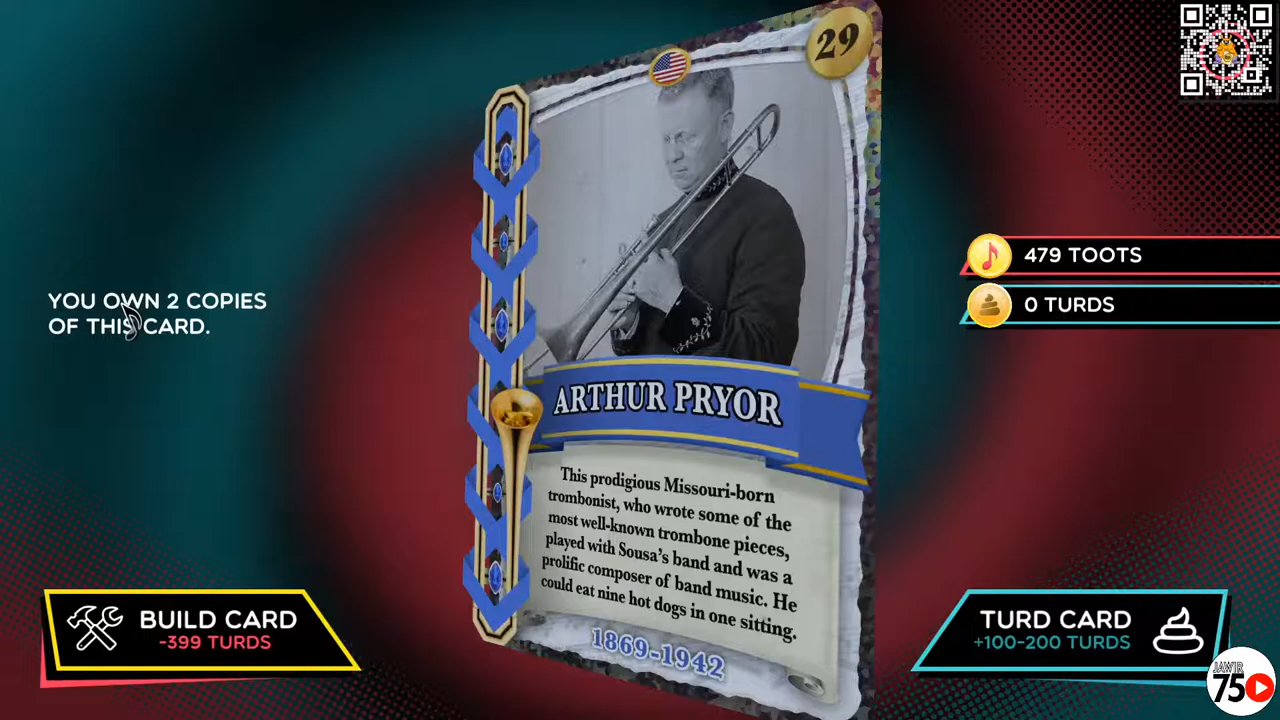 29
YOU OWN 2 COPIES
OF THIS CARD.
479 TOOTS
0 TURDS
ARTHUR PRYOR
This prodigious Missouri-born
trombonist, who wrote some of the
most well-known trombone pieces,
played with Sousa's band and was a
prolific composer of band music. He
could eat nine hot dogs in one sitting.
1869-1942
BUILD CARD
-399 TURDS
TURD CARD
+100-200 TURDS
JAWIR
75